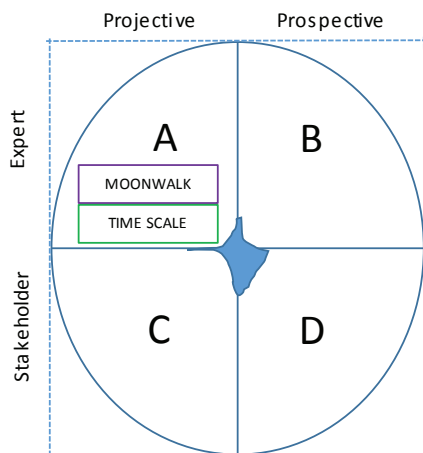 Projective Prospective
Expert
A B
MOONWALK
TIME SCALE
Stakeholder
C D